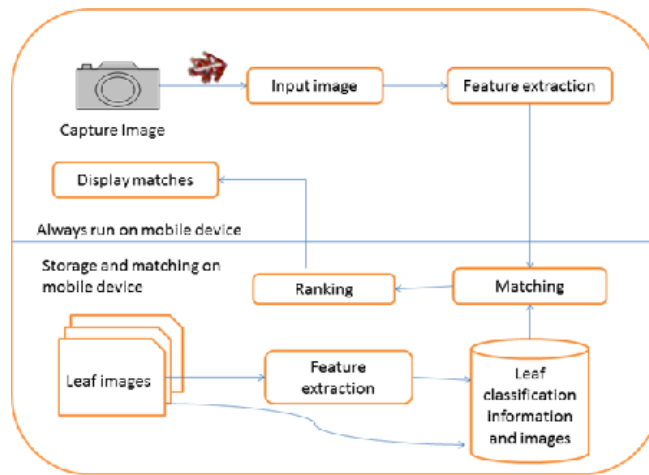 Input image
Feature extraction
Capture Image
Display matches
Always run on mobile device
Storage and matching on
mobile device
Ranking
Matching
Leaf images
Feature
extraction
Leaf
classification
information
and images